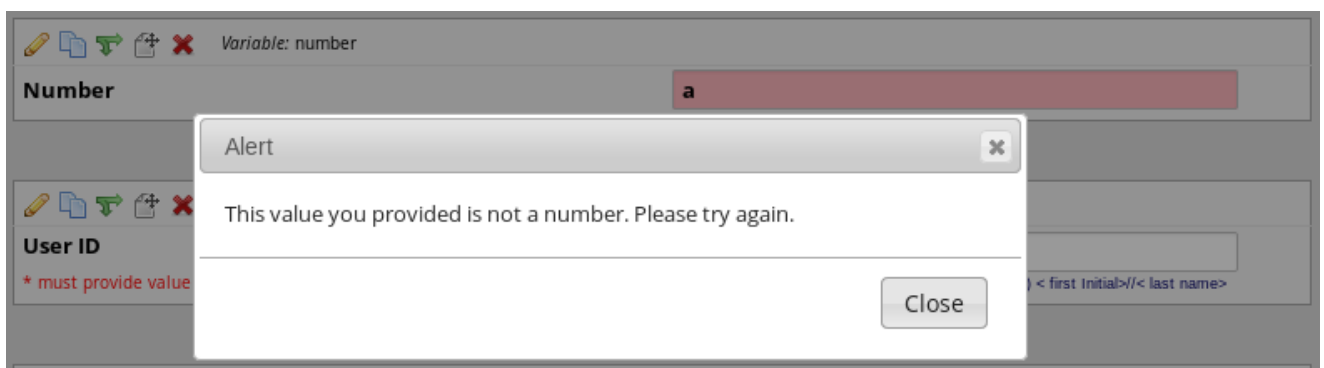 Variable: number
Number a
Alert
This value you provided is not a number. Please try again.
User ID
* must provide value
) < first Initial>//< last name>
Close